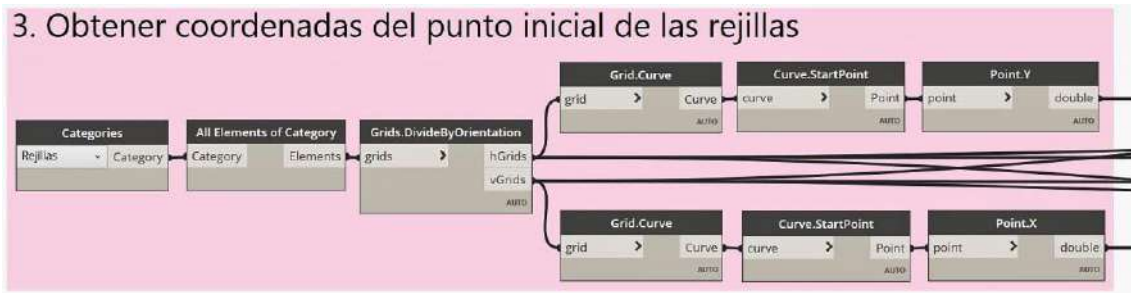 3. Obtener coordenadas del punto inicial de las rejillas
Grid.Curve
grid > Curve
AUTO
Curve.StartPoint
curve > Point
AUTO
Point.Y
point > double
AUTO
Categories
Rejillas Category
All Elements of Category
Category Elements
Grids.DivideByOrientation
grids > hGrids
vGrids
AUTO
Grid.Curve
grid > Curve
AUTO
Curve.StartPoint
curve > Point
AUTO
Point.X
point > double
AUTO